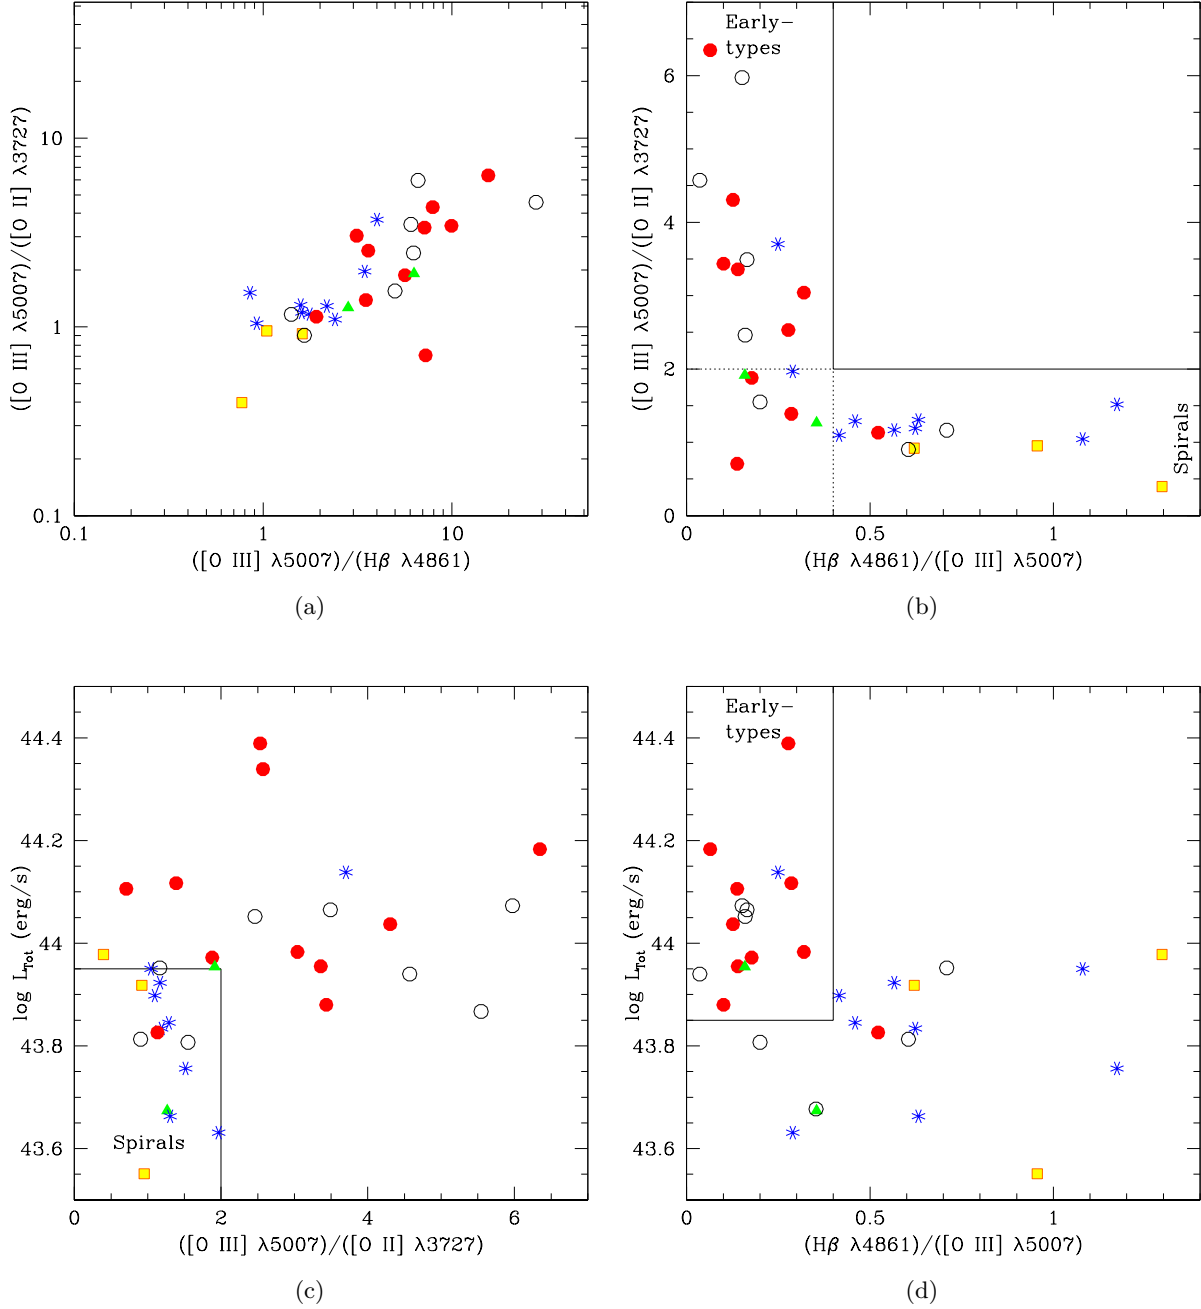 ([O III] λ5007)/([O II] λ3727)
10
1
0.1
0.1
1
10
([O III] λ5007)/(Hβ λ4861)
(a)
([O III] λ5007)/([O II] λ3727)
Early-
types
6
4
2
0
Spirals
0
0.5
1
(Hβ λ4861)/([O III] λ5007)
(b)
log L_Tot (erg/s)
44.4
44.2
44
43.8
43.6
Spirals
0
2
4
6
([O III] λ5007)/([O II] λ3727)
(c)
log L_Tot (erg/s)
Early-
types
44.4
44.2
44
43.8
43.6
0
0.5
1
(Hβ λ4861)/([O III] λ5007)
(d)